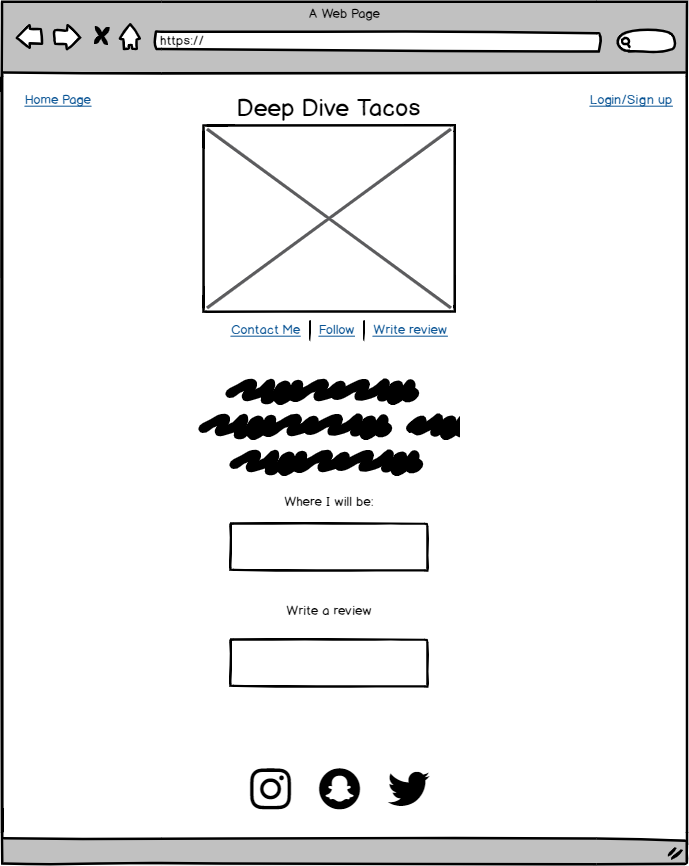 A Web Page
https://
Home Page
Login/Sign up
Deep Dive Tacos
Contact Me | Follow | Write review
Where I will be:
Write a review